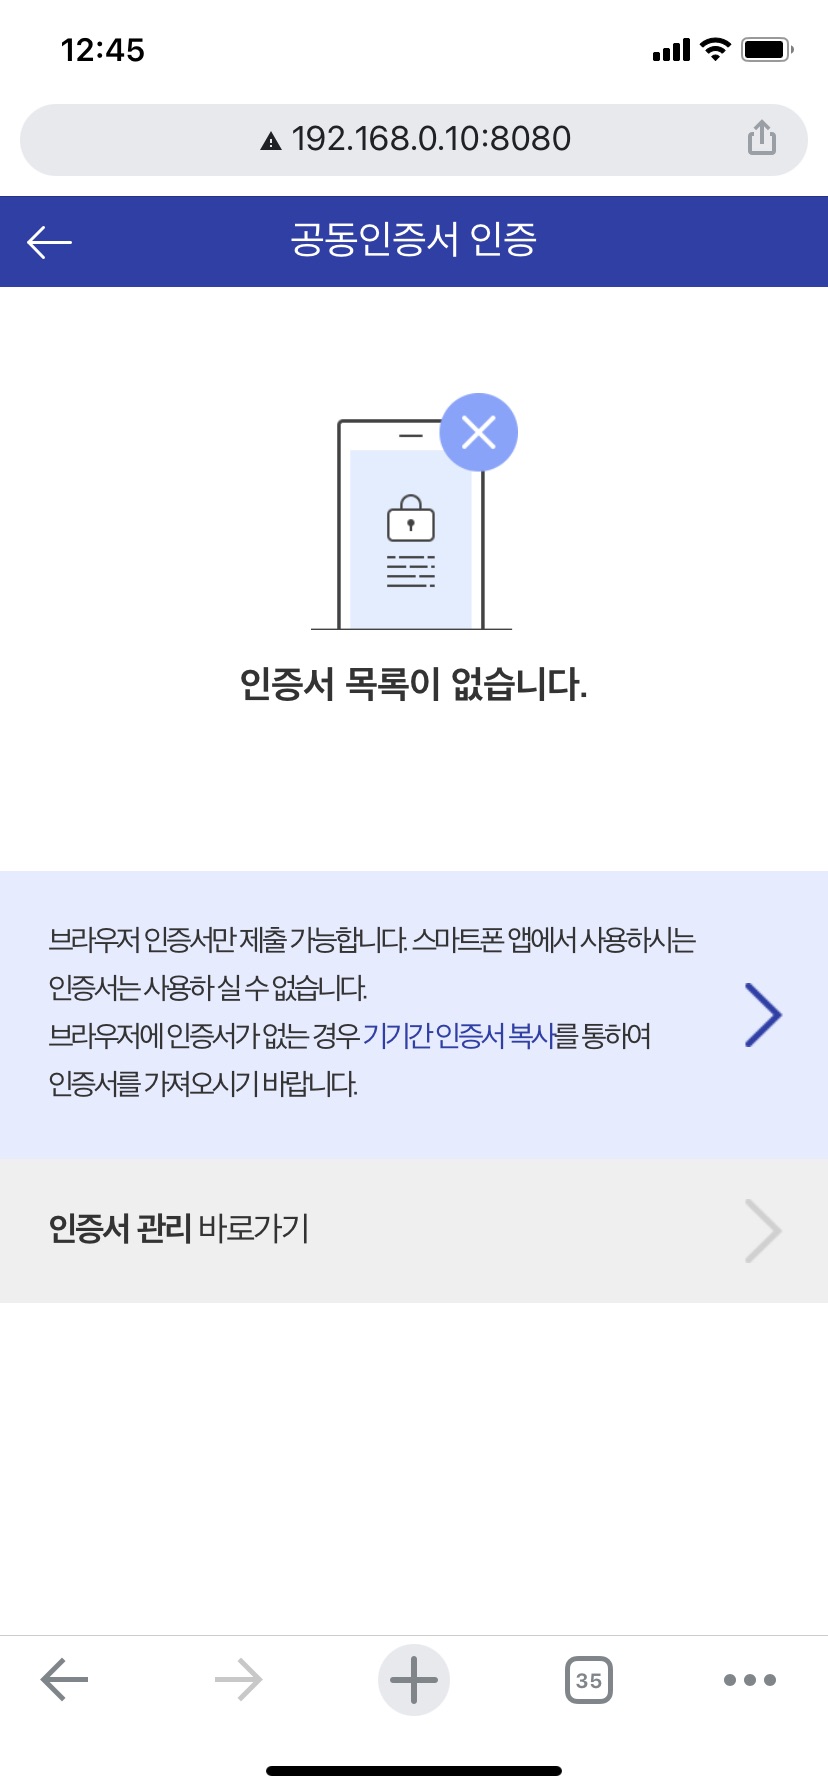 12:45
192.168.0.10:8080
공동인증서 인증
인증서 목록이 없습니다.
브라우저 인증서만 제출 가능합니다. 스마트폰 앱에서 사용하시는
인증서는 사용하 실 수 없습니다.
브라우저에 인증서가 없는 경우 기기간 인증서 복사를 통하여
인증서를 가져오시기 바랍니다.
인증서 관리 바로가기
35